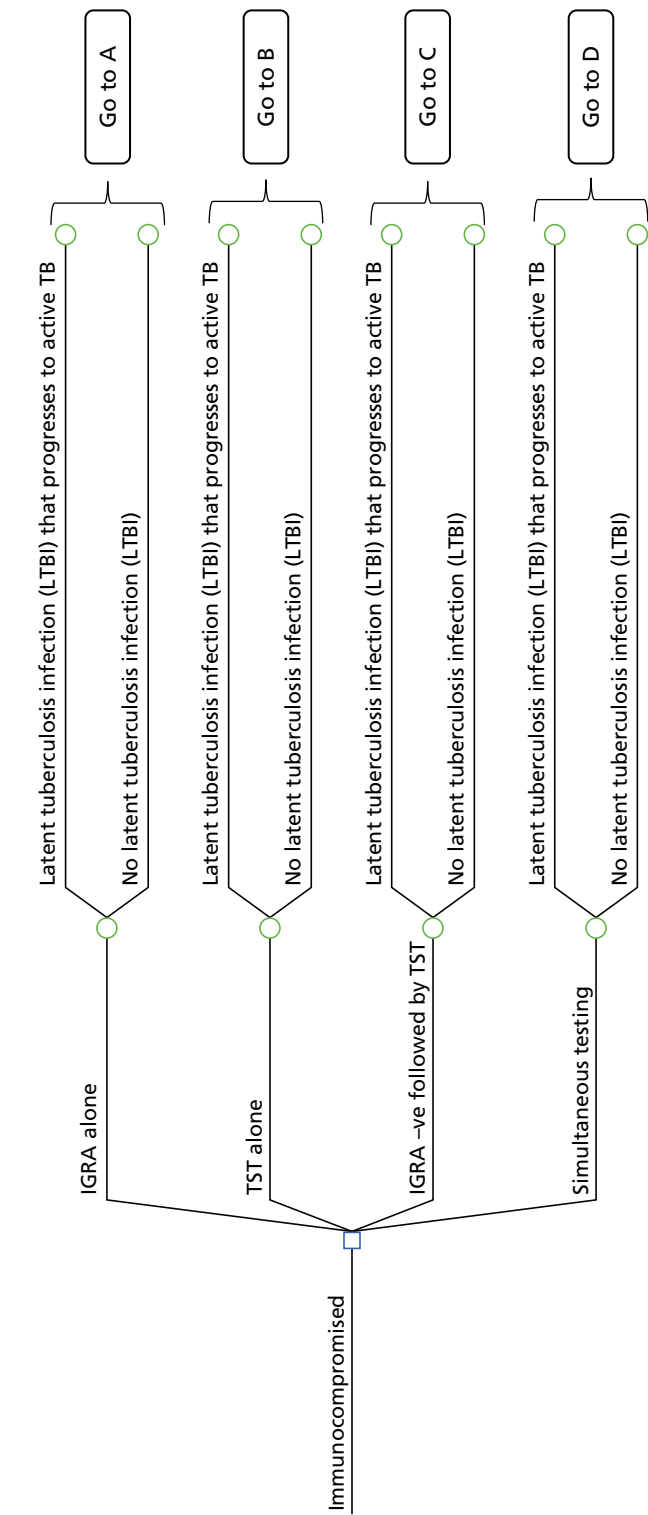 Immunocompromised
IGRA alone
Latent tuberculosis infection (LTBI) that progresses to active TB
No latent tuberculosis infection (LTBI)
Go to A
TST alone
Latent tuberculosis infection (LTBI) that progresses to active TB
No latent tuberculosis infection (LTBI)
Go to B
IGRA –ve followed by TST
Latent tuberculosis infection (LTBI) that progresses to active TB
No latent tuberculosis infection (LTBI)
Go to C
Simultaneous testing
Latent tuberculosis infection (LTBI) that progresses to active TB
No latent tuberculosis infection (LTBI)
Go to D